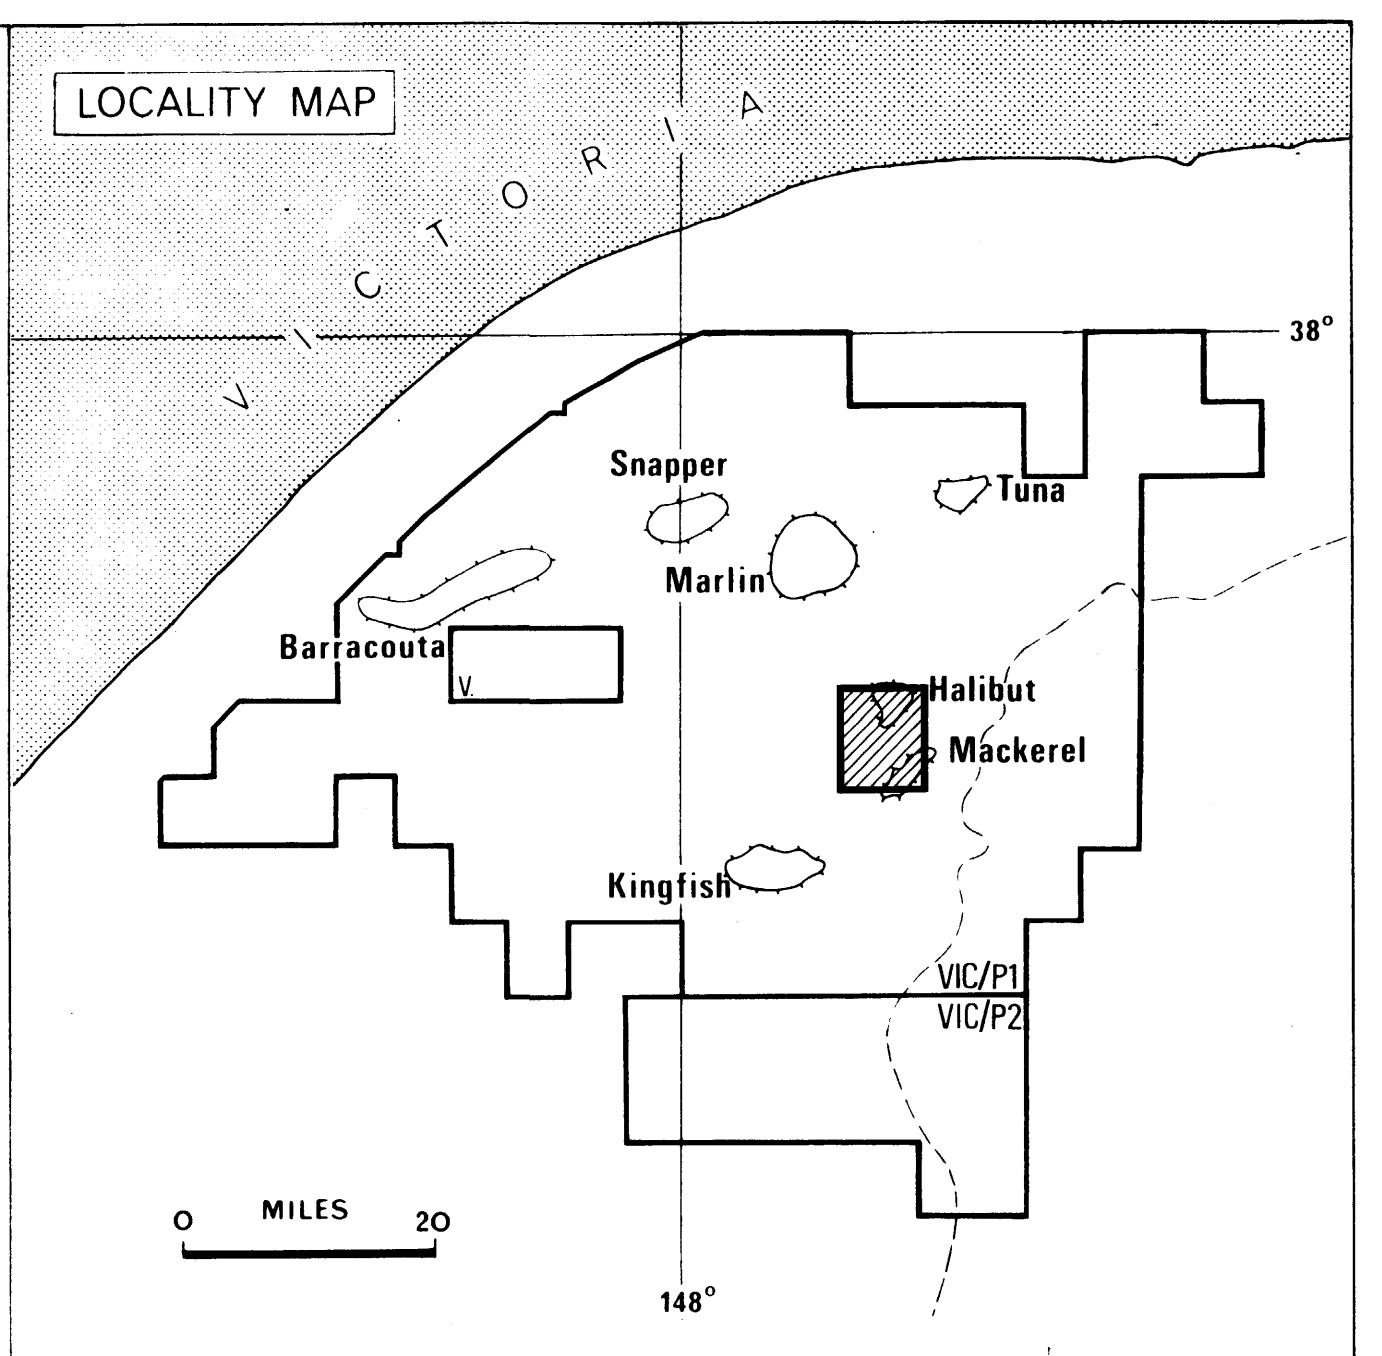 LOCALITY MAP
VICTORIA
38°
Snapper
Tuna
Marlin
Barracouta
V.
Halibut
Mackerel
Kingfish
VIC/P1
VIC/P2
MILES
0 20
148°